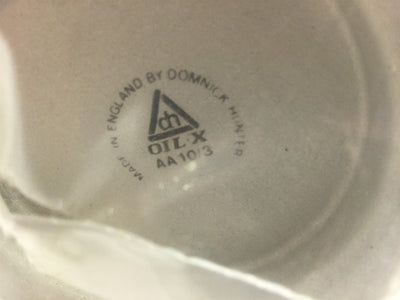 MADE IN ENGLAND BY DOMNICK HUNTER
dh
OIL-X
AA 10/3